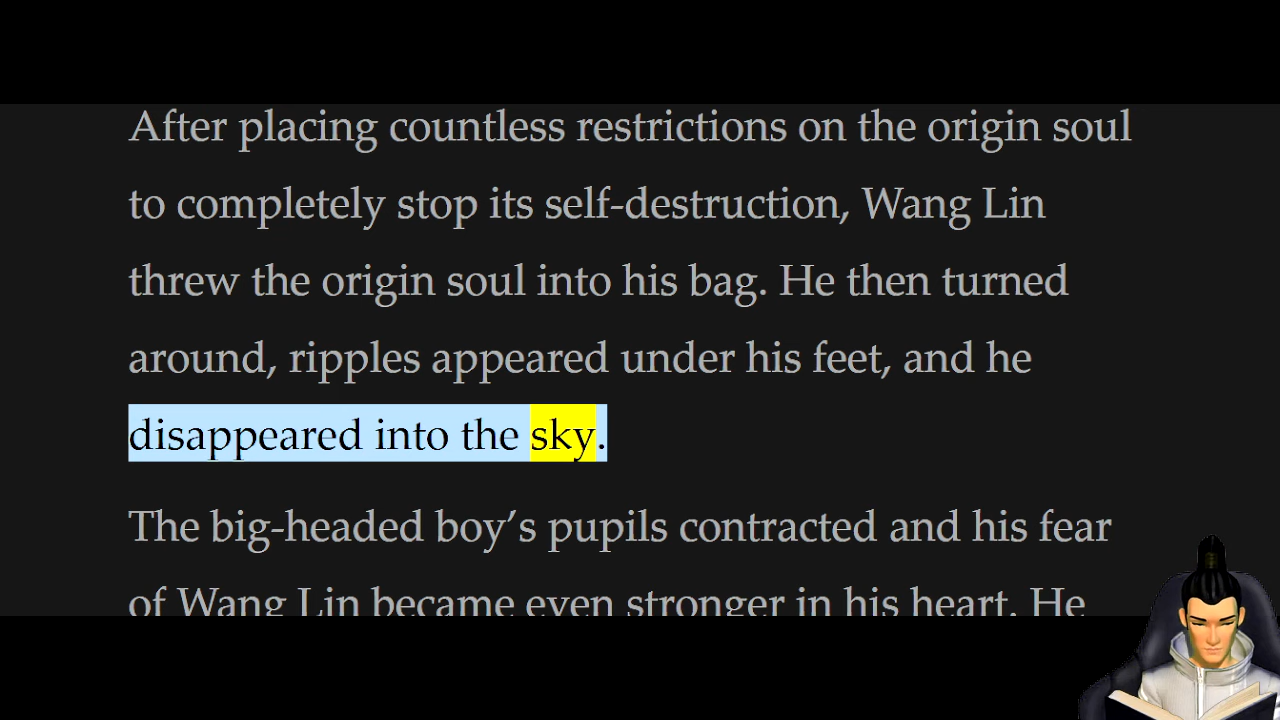 After placing countless restrictions on the origin soul
to completely stop its self-destruction, Wang Lin
threw the origin soul into his bag. He then turned
around, ripples appeared under his feet, and he
disappeared into the sky.
The big-headed boy’s pupils contracted and his fear
of Wang Lin became even stronger in his heart. He